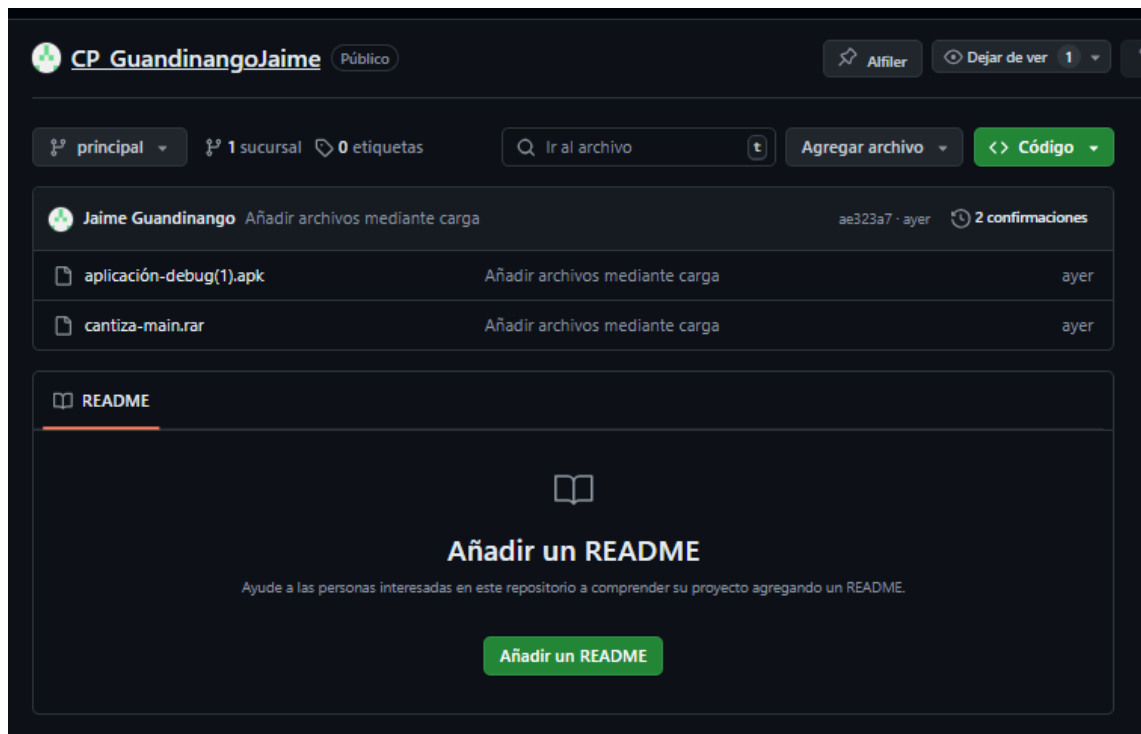 CP_GuandinangoJaime Público Alfiler Dejar de ver 1
principal 1 sucursal 0 etiquetas Ir al archivo t Agregar archivo <> Código
Jaime Guandinango Añadir archivos mediante carga ae323a7 · ayer 2 confirmaciones
aplicación-debug(1).apk Añadir archivos mediante carga ayer
cantiza-main.rar Añadir archivos mediante carga ayer
README
Añadir un README
Ayude a las personas interesadas en este repositorio a comprender su proyecto agregando un README.
Añadir un README